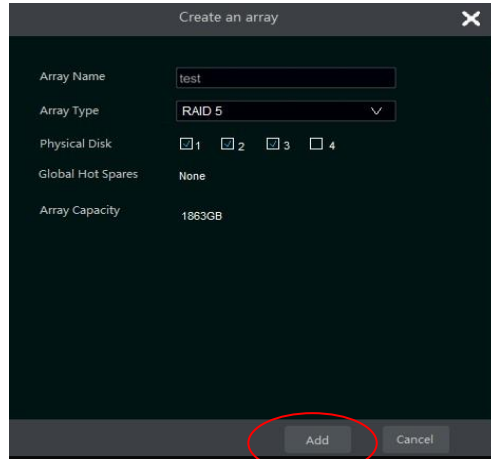 Create an array
Array Name test
Array Type RAID 5
Physical Disk 1 2 3 4
Global Hot Spares None
Array Capacity 1863GB
Add Cancel